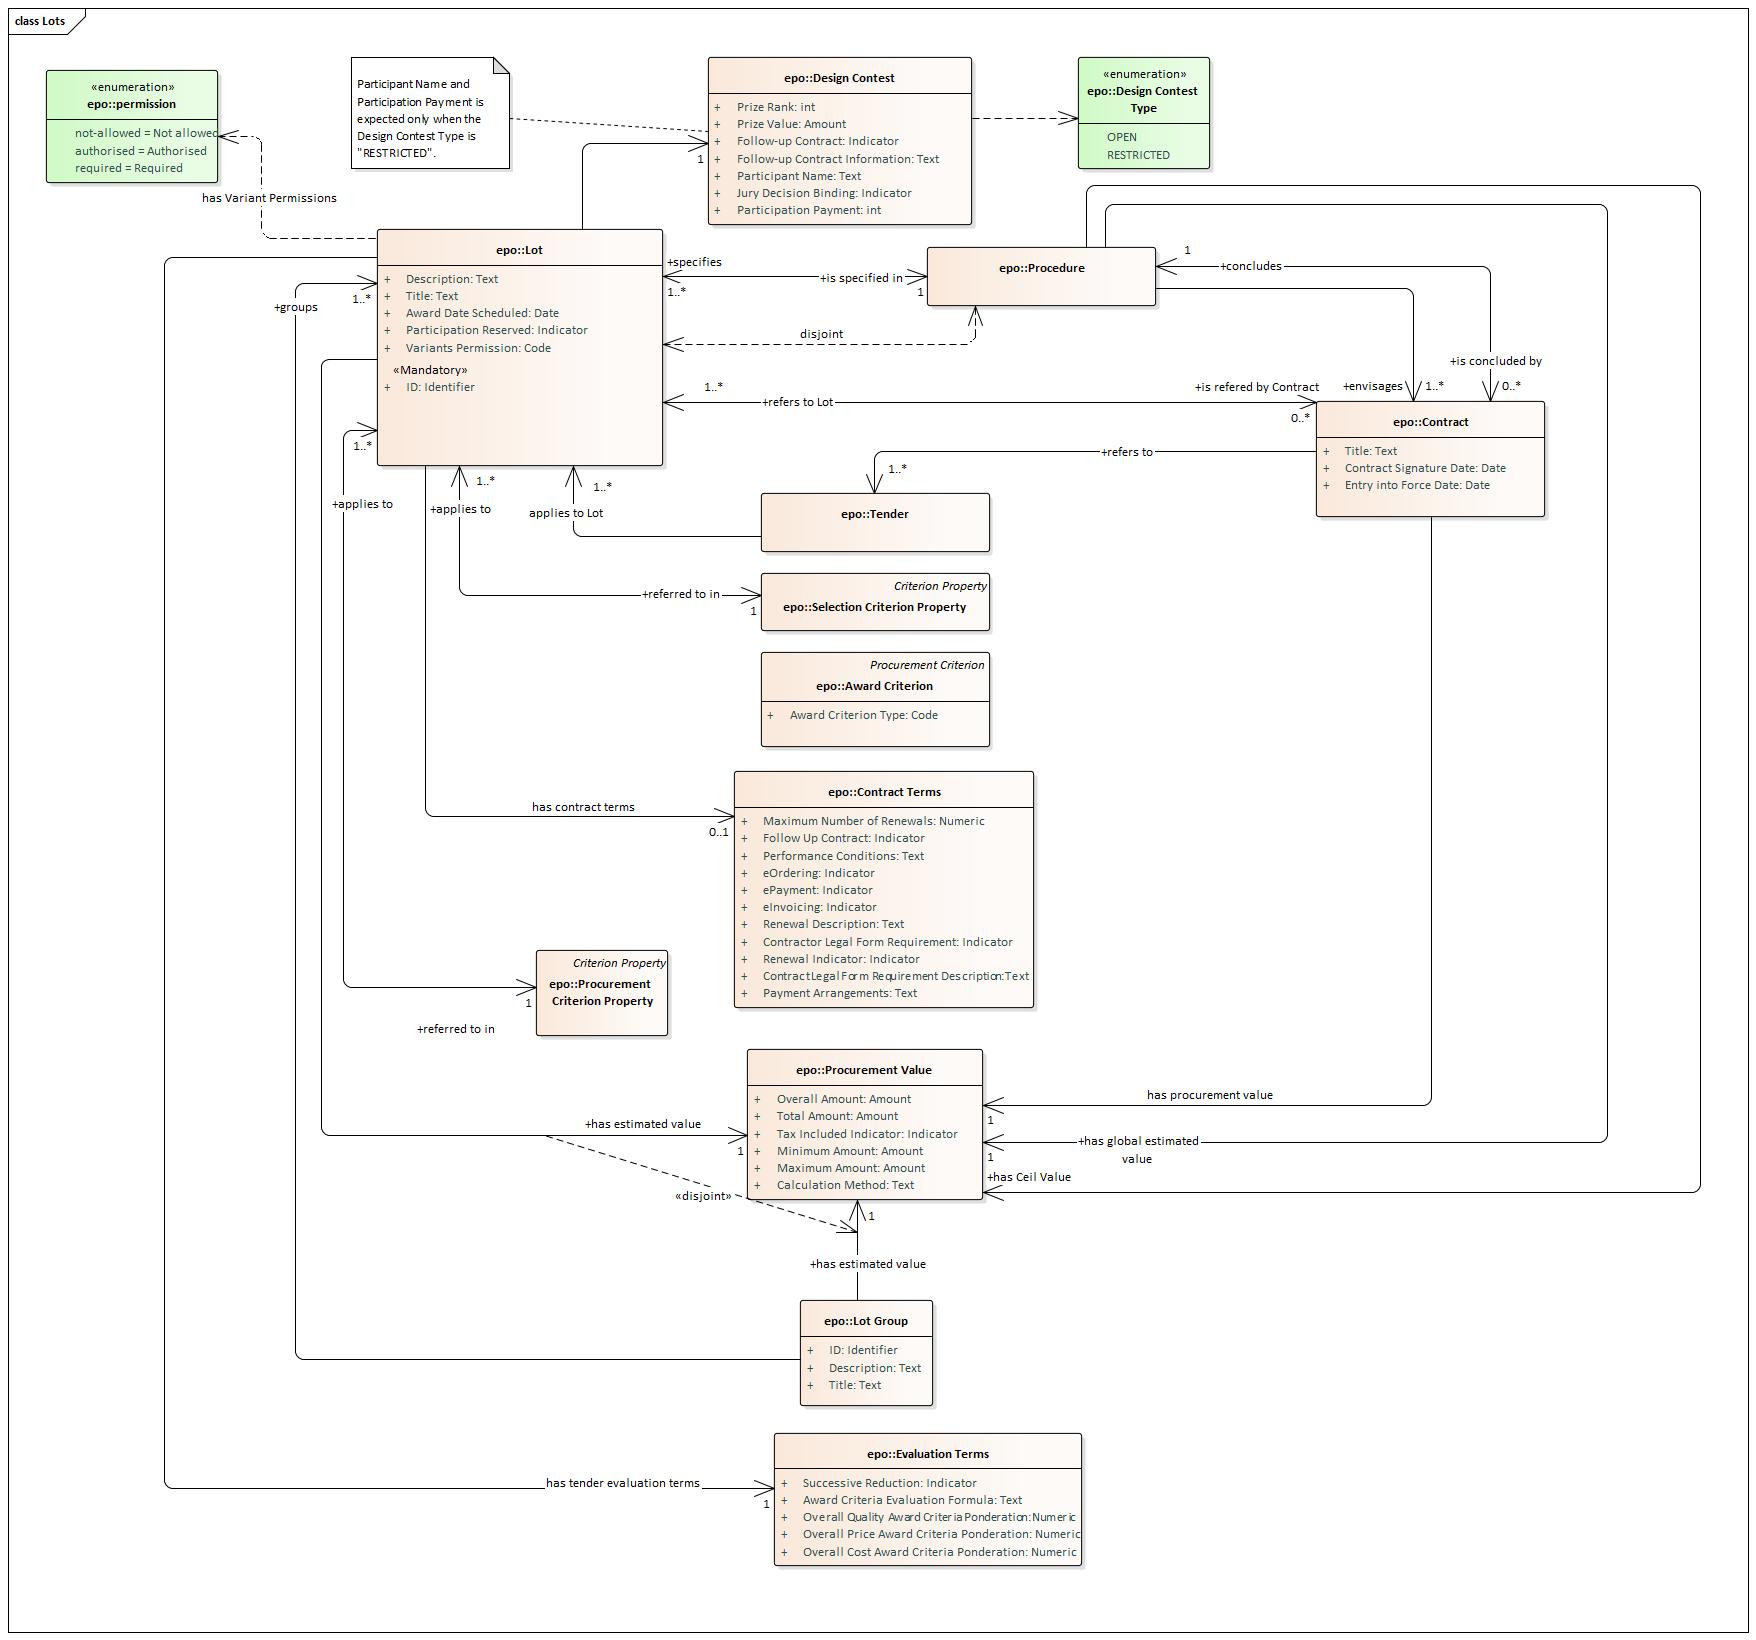 class Lots
«enumeration»
epo::permission
not-allowed = Not allowed
authorised = Authorised
required = Required
has Variant Permissions
Participant Name and
Participation Payment is
expected only when the
Design Contest Type is
"RESTRICTED".
epo::Design Contest
+ Prize Rank: int
+ Prize Value: Amount
+ Follow-up Contract: Indicator
+ Follow-up Contract Information: Text
+ Participant Name: Text
+ Jury Decision Binding: Indicator
+ Participation Payment: int
1
«enumeration»
epo::Design Contest
Type
OPEN
RESTRICTED
epo::Lot
+ Description: Text
+ Title: Text
+ Award Date Scheduled: Date
+ Participation Reserved: Indicator
+ Variants Permission: Code
«Mandatory»
+ ID: Identifier
+specifies
1..*
+is specified in
1
epo::Procedure
1
+concludes
disjoint
+is concluded by
0..*
+envisages
1..*
1..*
+refers to Lot
+is refered by Contract
0..*
epo::Contract
+ Title: Text
+ Contract Signature Date: Date
+ Entry into Force Date: Date
+refers to
1..*
epo::Tender
+groups
1..*
1..*
+applies to
1..*
+applies to
1..*
applies to Lot
+referred to in
1
Criterion Property
epo::Selection Criterion Property
Procurement Criterion
epo::Award Criterion
+ Award Criterion Type: Code
has contract terms
0..1
epo::Contract Terms
+ Maximum Number of Renewals: Numeric
+ Follow Up Contract: Indicator
+ Performance Conditions: Text
+ eOrdering: Indicator
+ ePayment: Indicator
+ eInvoicing: Indicator
+ Renewal Description: Text
+ Contractor Legal Form Requirement: Indicator
+ Renewal Indicator: Indicator
+ Contract Legal Form Requirement Description: Text
+ Payment Arrangements: Text
Criterion Property
epo::Procurement
Criterion Property
1
+referred to in
epo::Procurement Value
+ Overall Amount: Amount
+ Total Amount: Amount
+ Tax Included Indicator: Indicator
+ Minimum Amount: Amount
+ Maximum Amount: Amount
+ Calculation Method: Text
+has estimated value
1
has procurement value
1
+has global estimated
value
1
+has Ceil Value
«disjoint»
1
+has estimated value
epo::Lot Group
+ ID: Identifier
+ Description: Text
+ Title: Text
has tender evaluation terms
1
epo::Evaluation Terms
+ Successive Reduction: Indicator
+ Award Criteria Evaluation Formula: Text
+ Overall Quality Award Criteria Ponderation: Numeric
+ Overall Price Award Criteria Ponderation: Numeric
+ Overall Cost Award Criteria Ponderation: Numeric